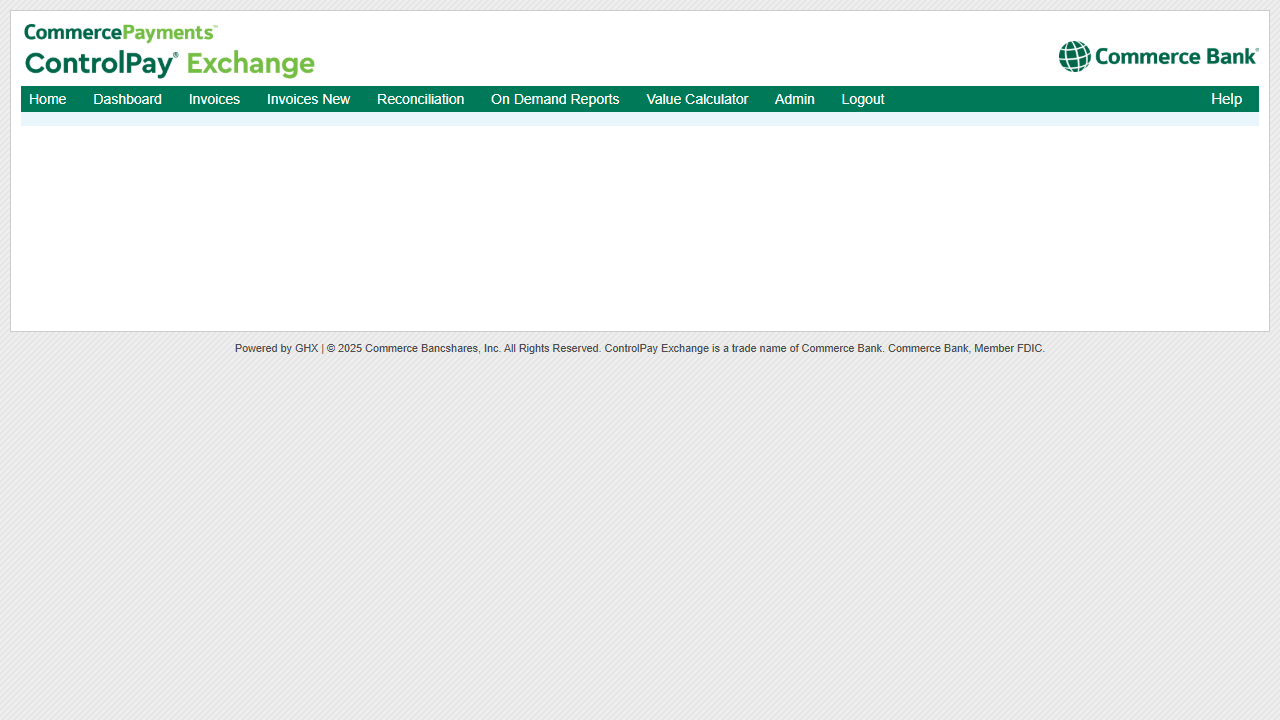 CommercePayments™
ControlPay® Exchange
Commerce Bank®
Home Dashboard Invoices Invoices New Reconciliation On Demand Reports Value Calculator Admin Logout Help
Powered by GHX | © 2025 Commerce Bancshares, Inc. All Rights Reserved. ControlPay Exchange is a trade name of Commerce Bank. Commerce Bank, Member FDIC.